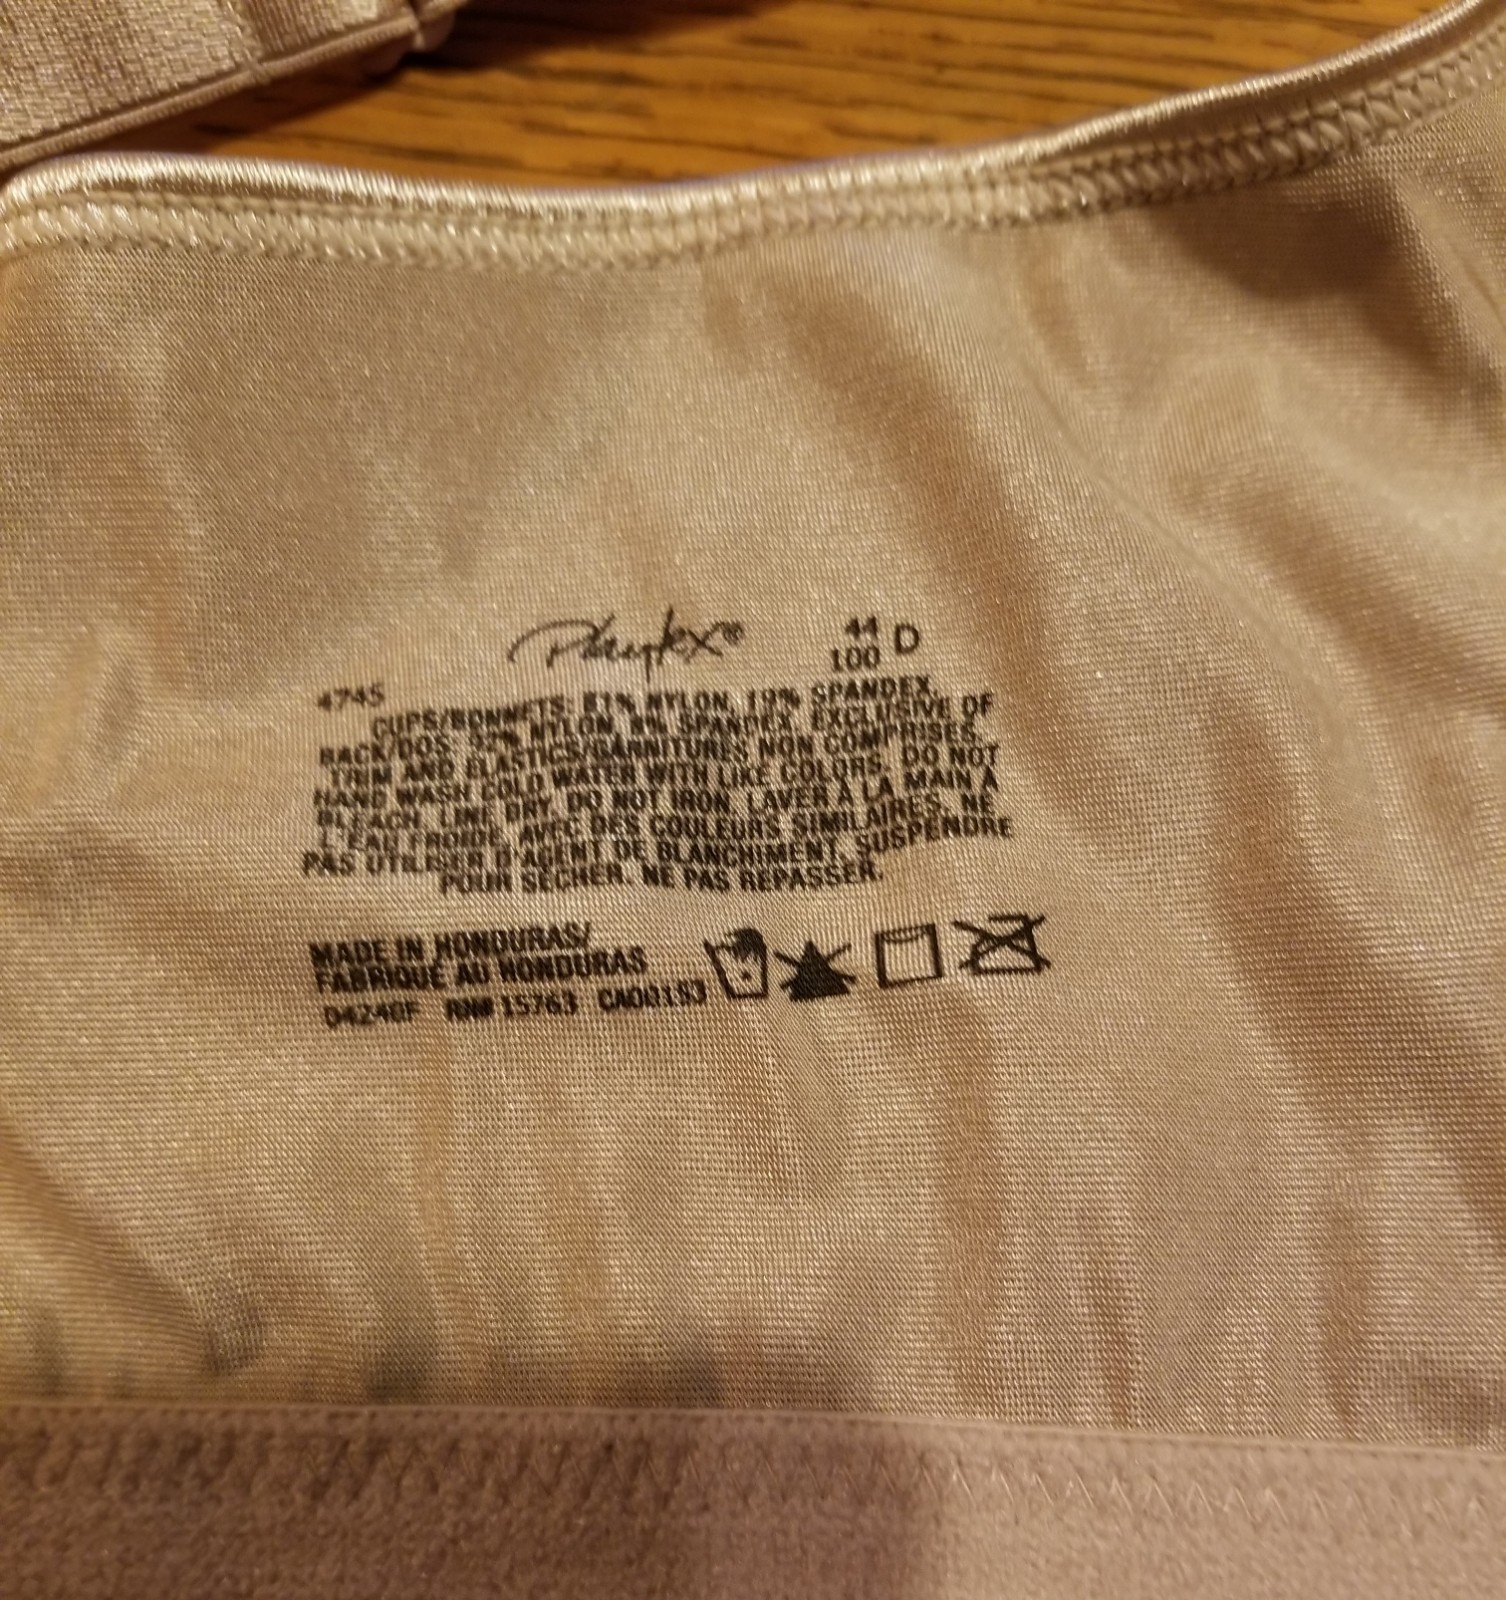 Playtex®
44
100 D
4745
CUPS/BONNETS: 81% NYLON, 19% SPANDEX.
BACK/DOS: 92% NYLON, 8% SPANDEX. EXCLUSIVE OF
TRIM AND ELASTICS/GARNITURES NON COMPRISES.
HAND WASH COLD WATER WITH LIKE COLORS. DO NOT
BLEACH. LINE DRY. DO NOT IRON. LAVER À LA MAIN À
L'EAU FROIDE, AVEC DES COULEURS SIMILAIRES. NE
PAS UTILISER D'AGENT DE BLANCHIMENT. SUSPENDRE
POUR SECHER. NE PAS REPASSER.
MADE IN HONDURAS/
FABRIQUÉ AU HONDURAS
RN# 15763 CA00153